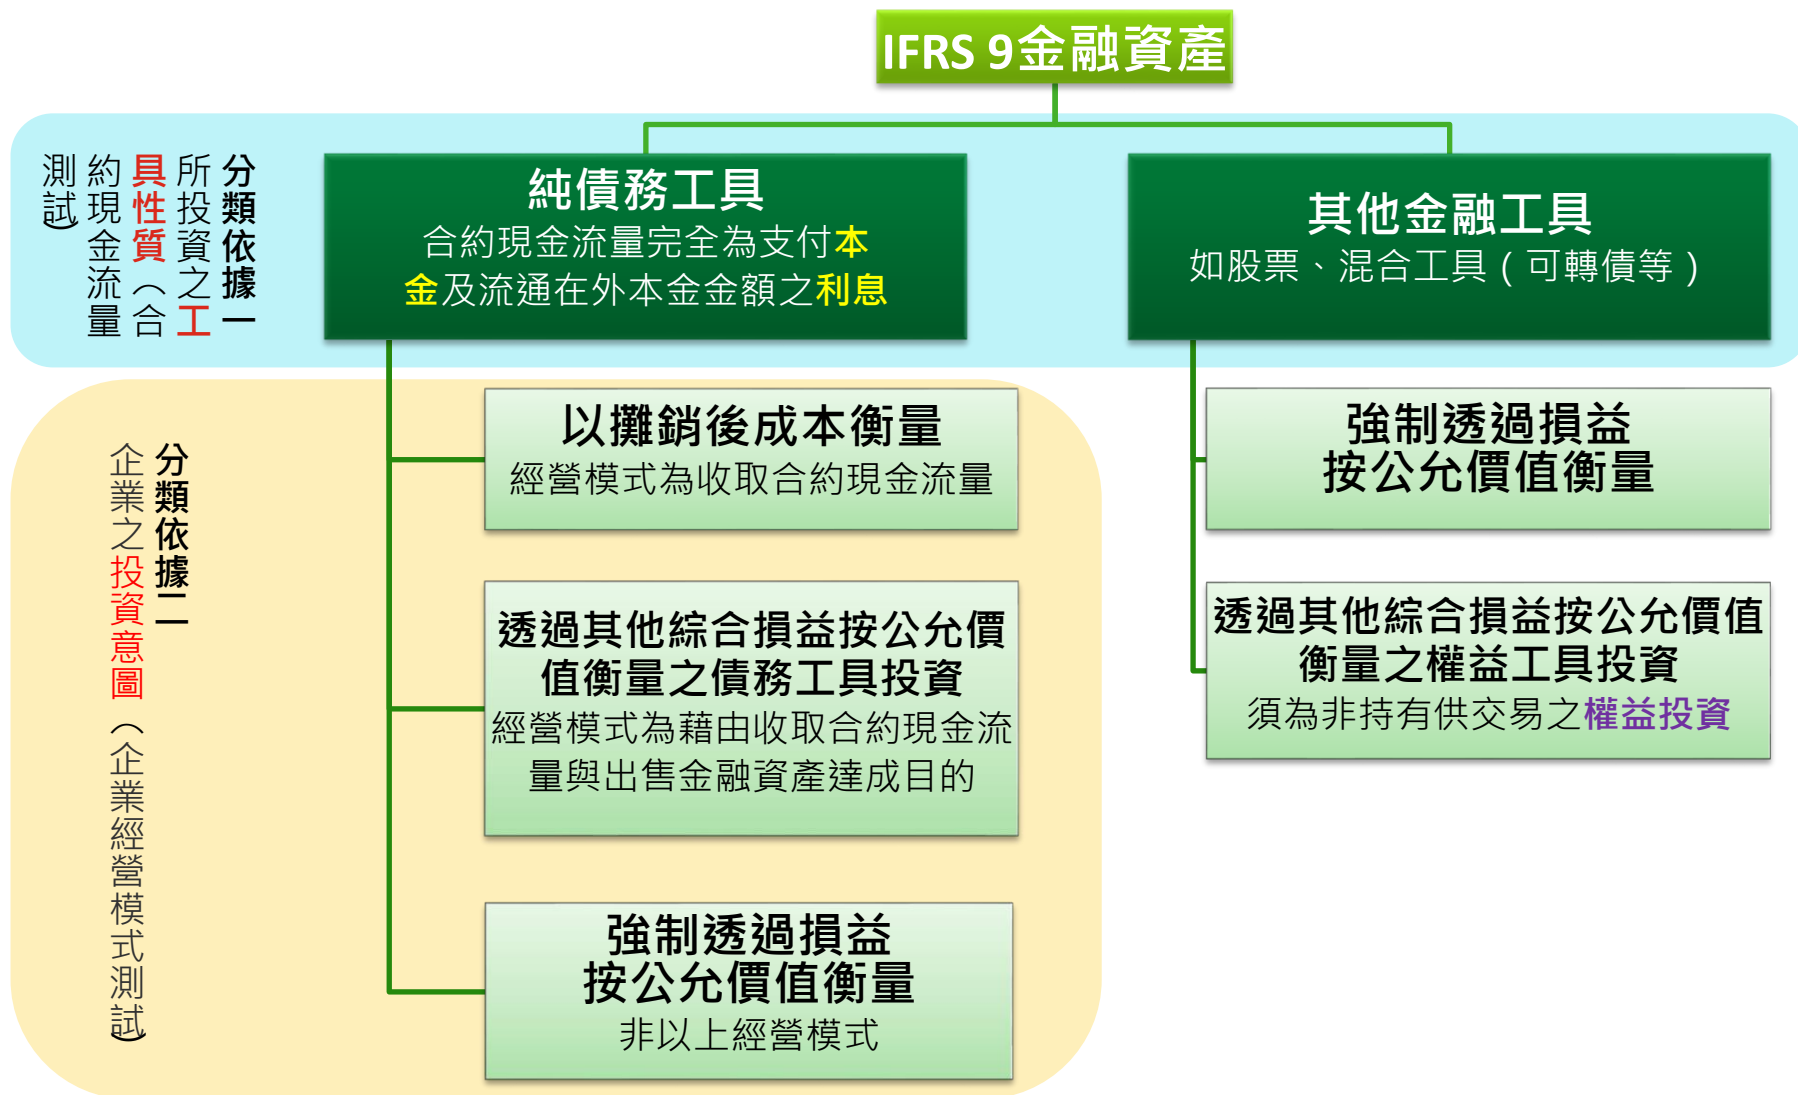 IFRS 9金融資產
分類依據一
所投資之工
具性質（合
約現金流量
測試）
純債務工具
合約現金流量完全為支付本
金及流通在外本金金額之利息
其他金融工具
如股票、混合工具（可轉債等）
分類依據二
企業之投資意圖（企業經營模式測試）
以攤銷後成本衡量
經營模式為收取合約現金流量
透過其他綜合損益按公允價
值衡量之債務工具投資
經營模式為藉由收取合約現金流
量與出售金融資產達成目的
強制透過損益
按公允價值衡量
非以上經營模式
強制透過損益
按公允價值衡量
透過其他綜合損益按公允價值
衡量之權益工具投資
須為非持有供交易之權益投資